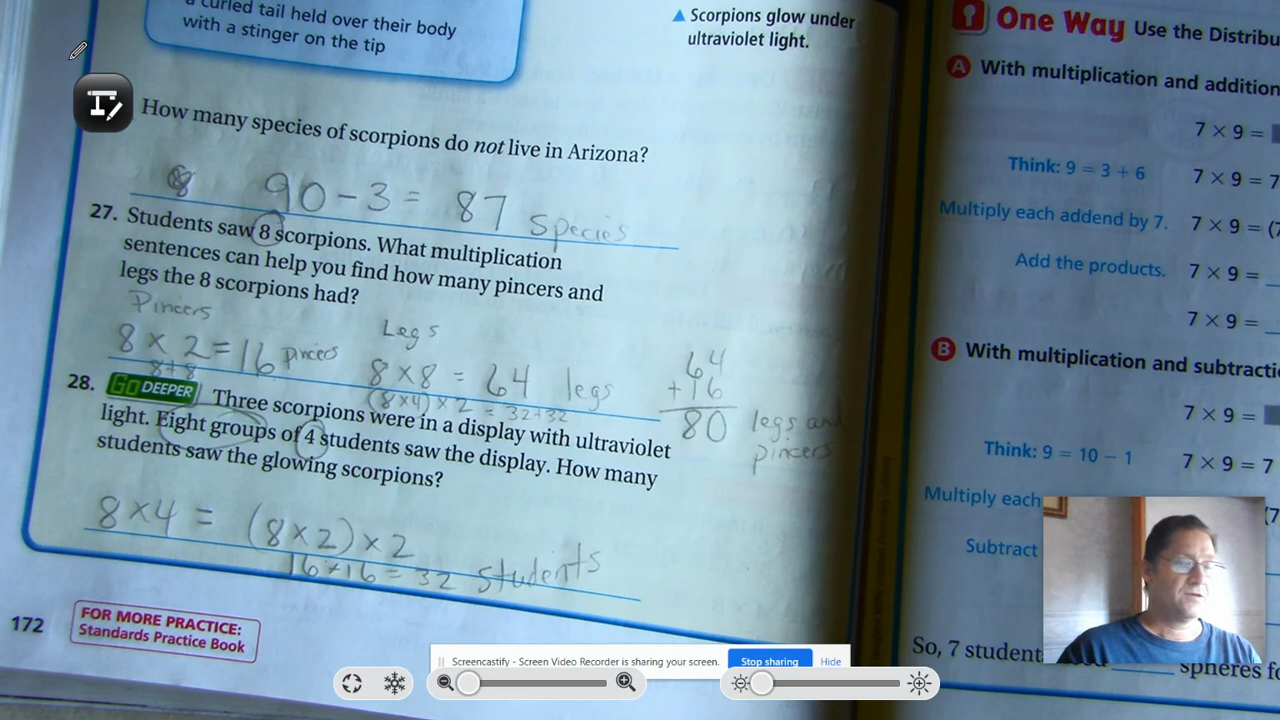 a curled tail held over their body
with a stinger on the tip
▲ Scorpions glow under
ultraviolet light.
How many species of scorpions do not live in Arizona?
90 - 3 = 87 species
27. Students saw 8 scorpions. What multiplication
sentences can help you find how many pincers and
legs the 8 scorpions had?
Pincers
8 × 2 = 16 pincers
8+8
Legs
8 × 8 = 64 legs
(8×4)×2 = 32+32
64
+16
80 legs and
pincers
28. GO DEEPER Three scorpions were in a display with ultraviolet
light. Eight groups of 4 students saw the display. How many
students saw the glowing scorpions?
8×4 = (8×2)×2
16+16 = 32 students
172
FOR MORE PRACTICE:
Standards Practice Book
One Way Use the Distribu
A With multiplication and addition
7 × 9 =
Think: 9 = 3 + 6
7 × 9 = 7
Multiply each addend by 7.
7 × 9 = (7
Add the products.
7 × 9 =
7 × 9 =
B With multiplication and subtracti
7 × 9 =
Think: 9 = 10 − 1
7 × 9 = 7
Multiply each
(7
Subtract
So, 7 student
spheres fo
Screencastify - Screen Video Recorder is sharing your screen.
Stop sharing
Hide